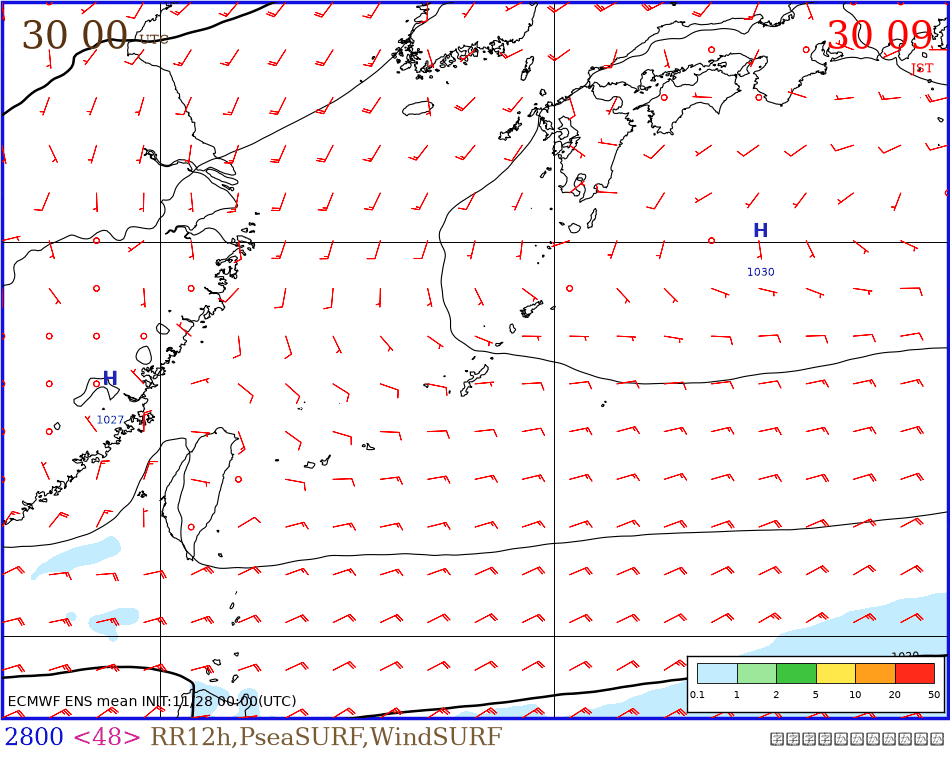 30 00 UTC
30 09
JST
H
1030
H
1027
1020
0.1 1 2 5 10 20 50
ECMWF ENS mean INIT:11/28 00:00(UTC)
2800 <48> RR12h,PseaSURF,WindSURF